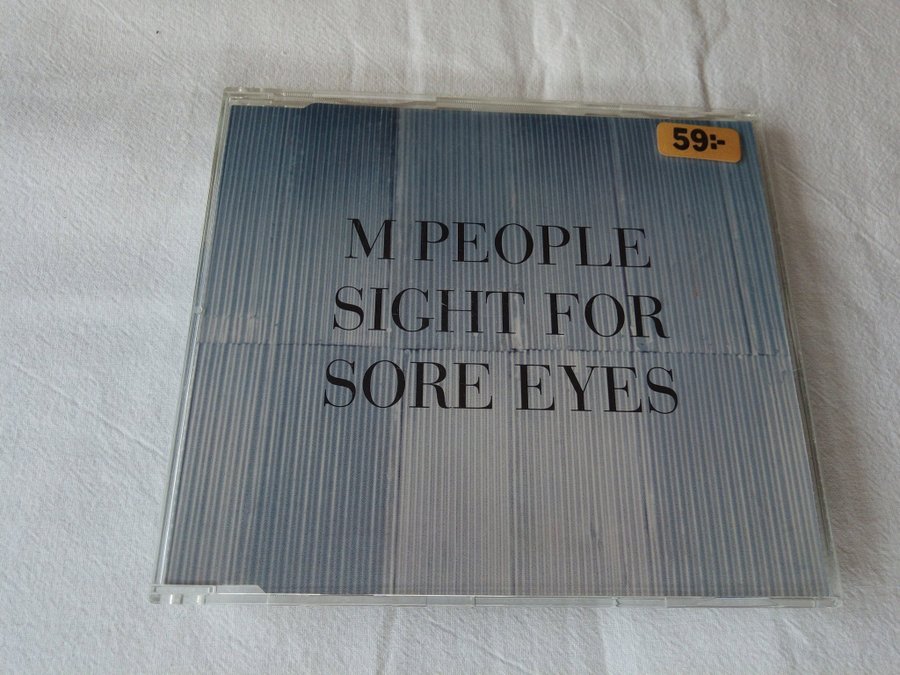 59:-
M PEOPLE
SIGHT FOR
SORE EYES